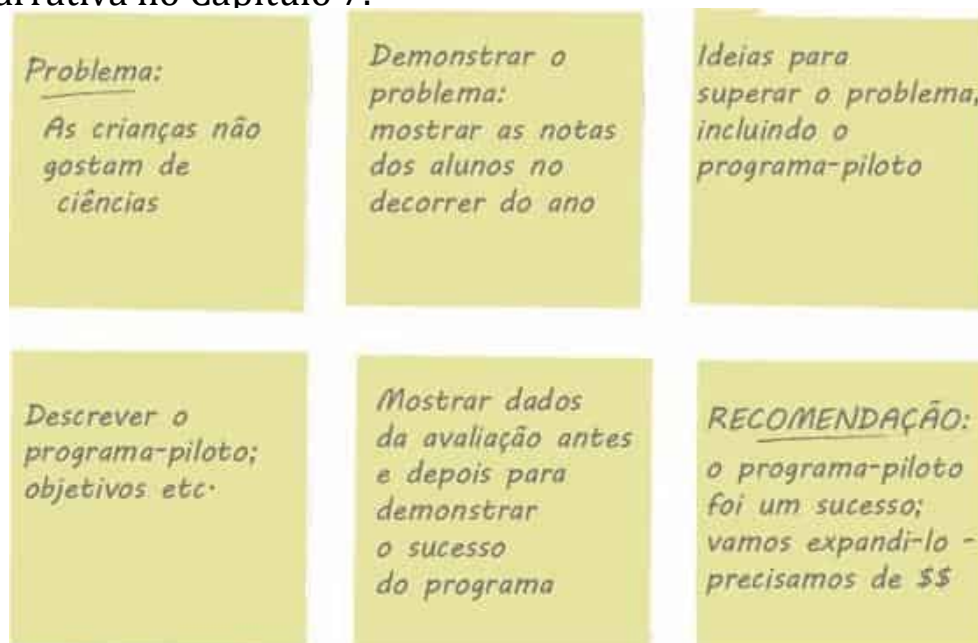 narrativa no Capítulo 7.
Problema:
As crianças não
gostam de
ciências
Demonstrar o
problema:
mostrar as notas
dos alunos no
decorrer do ano
Ideias para
superar o problema,
incluindo o
programa-piloto
Descrever o
programa-piloto;
objetivos etc.
Mostrar dados
da avaliação antes
e depois para
demonstrar
o sucesso
do programa
RECOMENDAÇÃO:
o programa-piloto
foi um sucesso;
vamos expandi-lo -
precisamos de $$